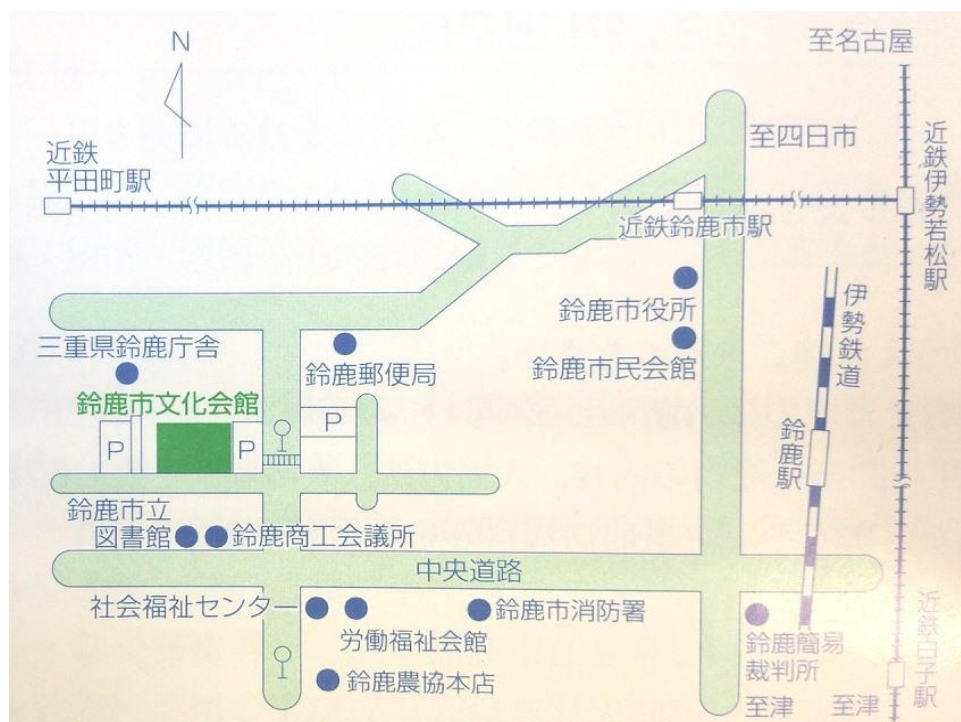 N
至名古屋
至四日市
近鉄
平田町駅
近鉄鈴鹿市駅
近鉄伊勢若松駅
鈴鹿市役所
伊勢鉄道
三重県鈴鹿庁舎
鈴鹿郵便局
鈴鹿市民会館
鈴鹿市文化会館
P
P
P
鈴鹿駅
鈴鹿市立
図書館
鈴鹿商工会議所
中央道路
社会福祉センター
鈴鹿市消防署
労働福祉会館
鈴鹿簡易
裁判所
近鉄白子駅
鈴鹿農協本店
至津
至津